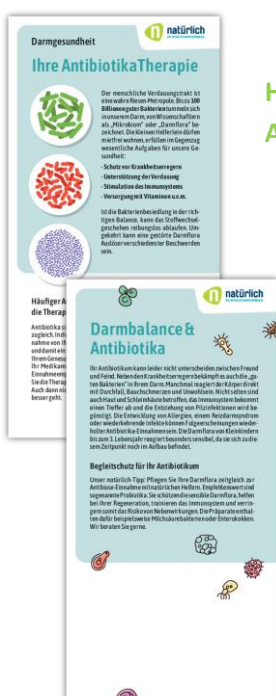 Darmgesundheit
natürlich
Ihre AntibiotikaTherapie
Der menschliche Verdauungstrakt ist
eine wahre Riesen-Metropole. Bis zu 100
Billionen guter Bakterien tummeln sich
in unserem Darm, von Wissenschaftlern
als „Mikrobiom“ oder „Darmflora“ be-
zeichnet. Die kleinen Helferlein dürfen
mietfrei wohnen, erfüllen im Gegenzug
wesentliche Aufgaben für unsere Ge-
sundheit:
- Schutz vor Krankheitserregern
- Unterstützung der Verdauung
- Stimulation des Immunsystems
- Versorgung mit Vitaminen u.v.m.
Ist die Bakterienbesiedlung in der rich-
tigen Balance, kann das Stoffwechsel-
geschehen reibungslos ablaufen. Um-
gekehrt kann eine gestörte Darmflora
Auslöser verschiedenster Beschwerden
sein.
H
A
Häufiger A
die Therap
Antibiotika si
zugleich. In di
nahme von Ih
und damit ein
Ihrem Genesu
Ihr Medikam
Einnahmeemp
Sie die Therap
Auch dann nic
besser geht.
natürlich
Darmbalance &
Antibiotika
Ihr Antibiotikum kann leider nicht unterscheiden zwischen Freund
und Feind. Neben den Krankheitserregern bekämpft es auch die „gu-
ten Bakterien“ in Ihrem Darm. Manchmal reagiert der Körper direkt
mit Durchfall, Bauchschmerzen und Unwohlsein. Nicht selten sind
auch Haut und Schleimhäute betroffen, das Immunsystem bekommt
einen Treffer ab und die Entstehung von Pilzinfektionen wird be-
günstigt. Die Entwicklung von Allergien, einem Reizdarmsyndrom
oder wiederkehrende Infekte können Folgeerscheinungen wieder-
holter Antibiotika-Einnahmen sein. Die Darmflora von Kleinkindern
bis zum 3. Lebensjahr reagiert besonders sensibel, da sie sich zu die-
sem Zeitpunkt noch im Aufbau befindet.
Begleitschutz für Ihr Antibiotikum
Unser natürlich-Tipp: Pflegen Sie Ihre Darmflora zeitgleich zur
Antibiose-Einnahme mit natürlichen Helfern. Empfehlenswert sind
sogenannte Probiotika. Sie schützen die sensible Darmflora, helfen
bei ihrer Regeneration, trainieren das Immunsystem und verrin-
gern somit das Risiko von Nebenwirkungen. Die Präparate enthal-
ten dafür beispielsweise Milchsäurebakterien oder Enterokokken.
Wir beraten Sie gerne.